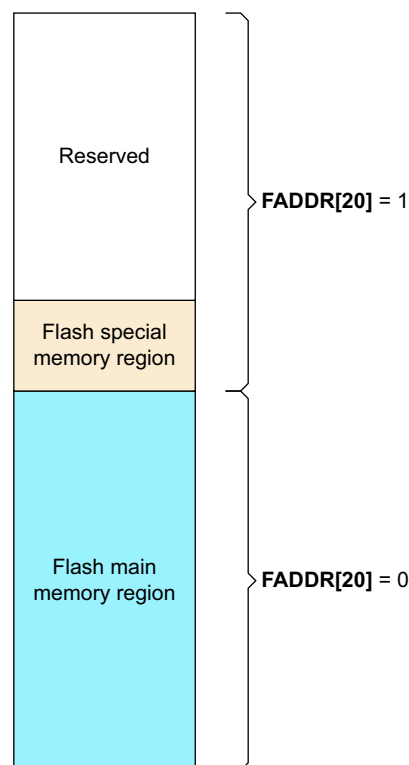 Reserved
FADDR[20] = 1
Flash special
memory region
Flash main
memory region
FADDR[20] = 0